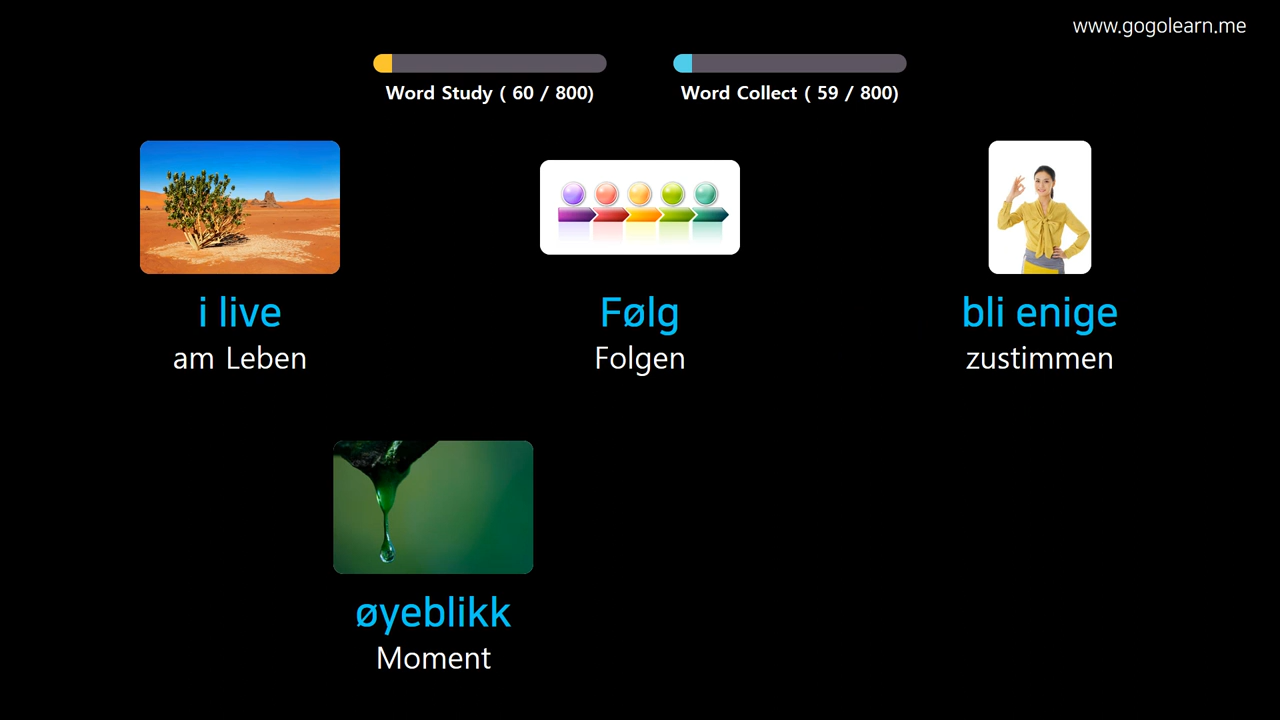 www.gogolearn.me
Word Study ( 60 / 800)
Word Collect ( 59 / 800)
i live
am Leben
Følg
Folgen
bli enige
zustimmen
øyeblikk
Moment